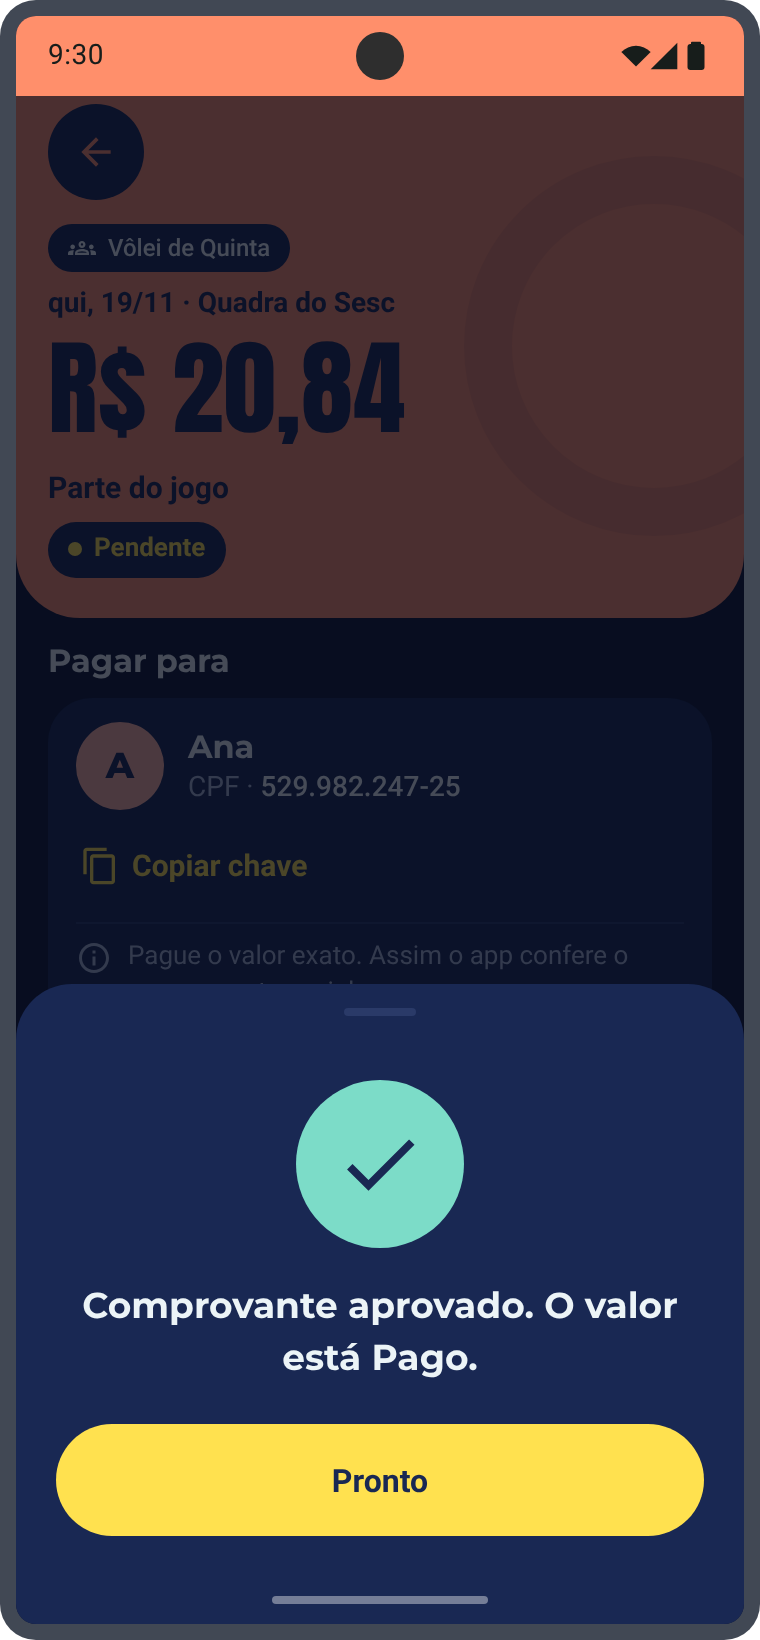 9:30
Vôlei de Quinta
qui, 19/11 · Quadra do Sesc
R$ 20,84
Parte do jogo
Pendente
Pagar para
A
Ana
CPF · 529.982.247-25
Copiar chave
Pague o valor exato. Assim o app confere o
Comprovante aprovado. O valor
está Pago.
Pronto